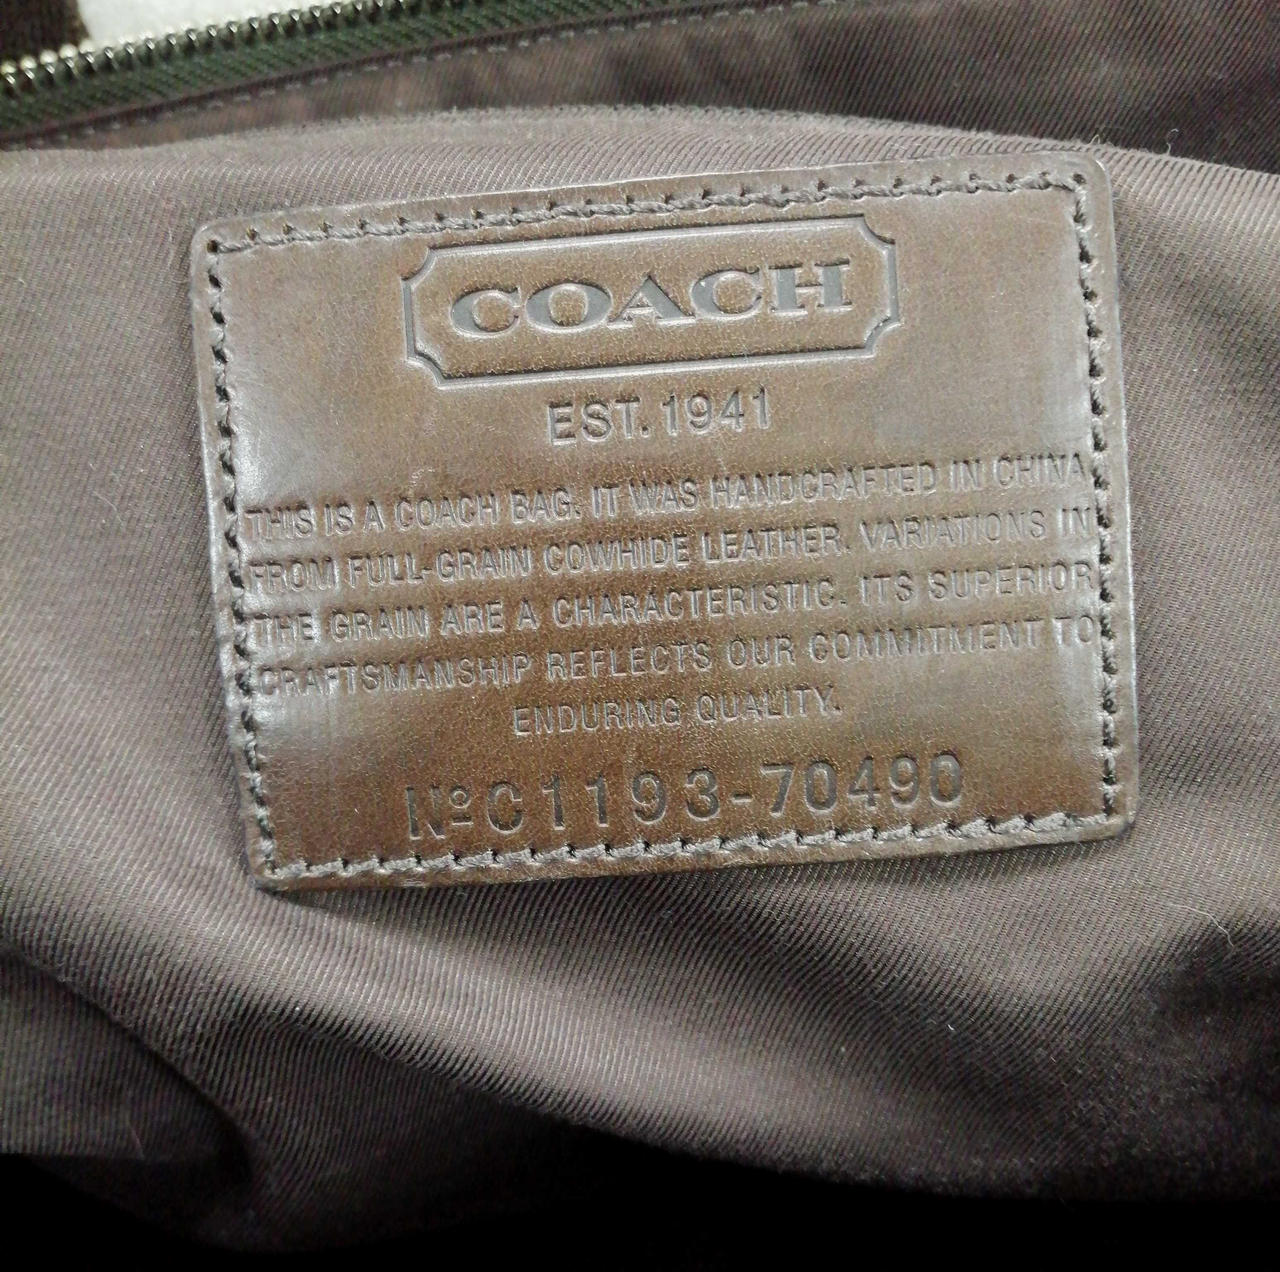 COACH
EST. 1941
THIS IS A COACH BAG. IT WAS HANDCRAFTED IN CHINA
FROM FULL-GRAIN COWHIDE LEATHER. VARIATIONS IN
THE GRAIN ARE A CHARACTERISTIC. ITS SUPERIOR
CRAFTSMANSHIP REFLECTS OUR COMMITMENT TO
ENDURING QUALITY.
NºC1193-70490